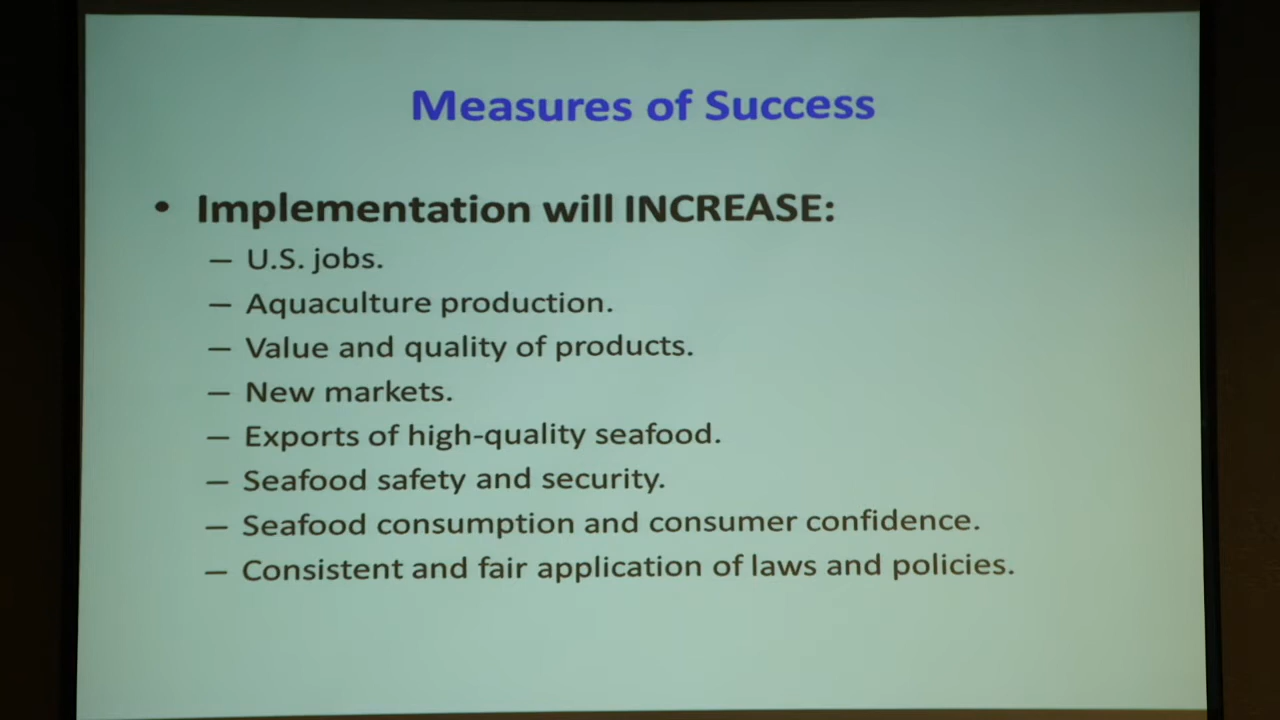 Measures of Success
• Implementation will INCREASE:
– U.S. jobs.
– Aquaculture production.
– Value and quality of products.
– New markets.
– Exports of high-quality seafood.
– Seafood safety and security.
– Seafood consumption and consumer confidence.
– Consistent and fair application of laws and policies.